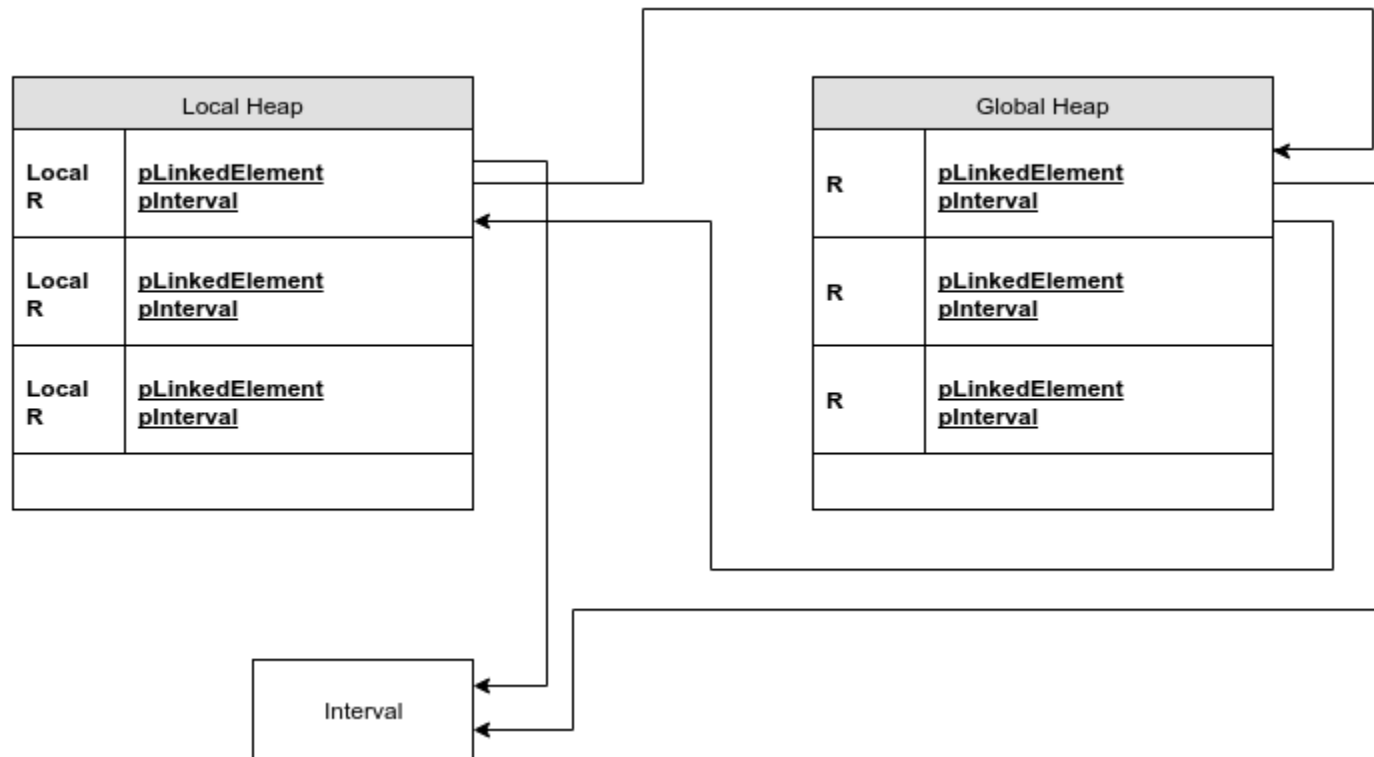 Local Heap
Local
R
pLinkedElement
pInterval
Local
R
pLinkedElement
pInterval
Local
R
pLinkedElement
pInterval
Global Heap
R
pLinkedElement
pInterval
R
pLinkedElement
pInterval
R
pLinkedElement
pInterval
Interval